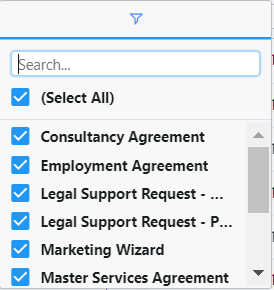 Search...
(Select All)
Consultancy Agreement
Employment Agreement
Legal Support Request - ...
Legal Support Request - P...
Marketing Wizard
Master Services Agreement